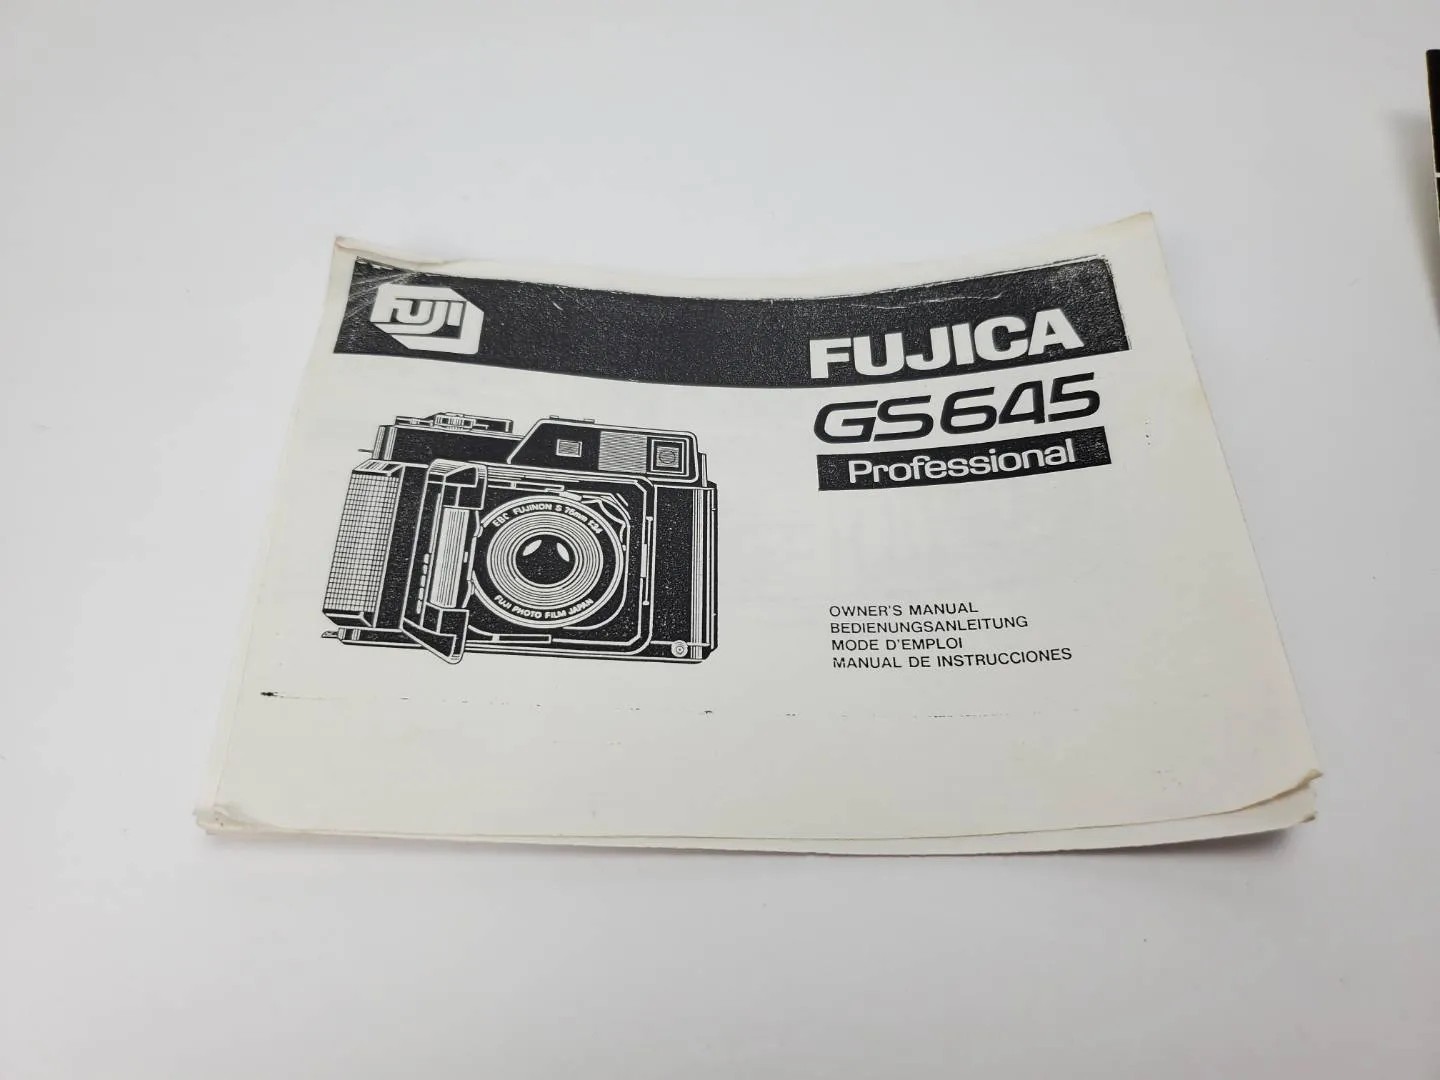 FUJI
FUJICA
GS645
Professional
EBC FUJINON S 75mm 1:3.4
FUJI PHOTO FILM JAPAN
OWNER'S MANUAL
BEDIENUNGSANLEITUNG
MODE D'EMPLOI
MANUAL DE INSTRUCCIONES